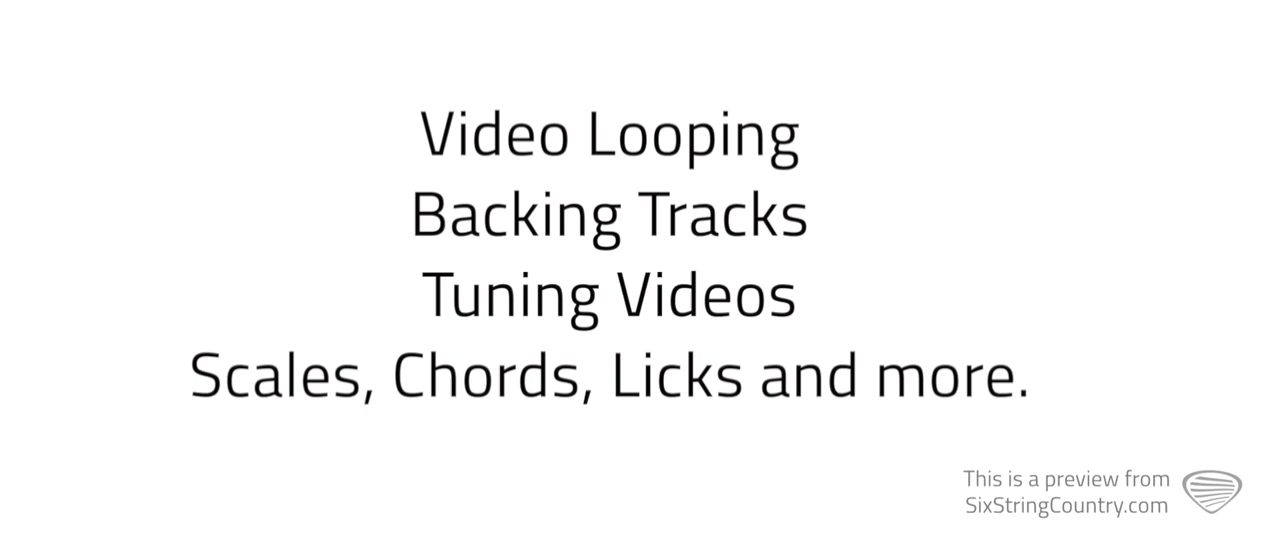 Video Looping
Backing Tracks
Tuning Videos
Scales, Chords, Licks and more.
This is a preview from
SixStringCountry.com